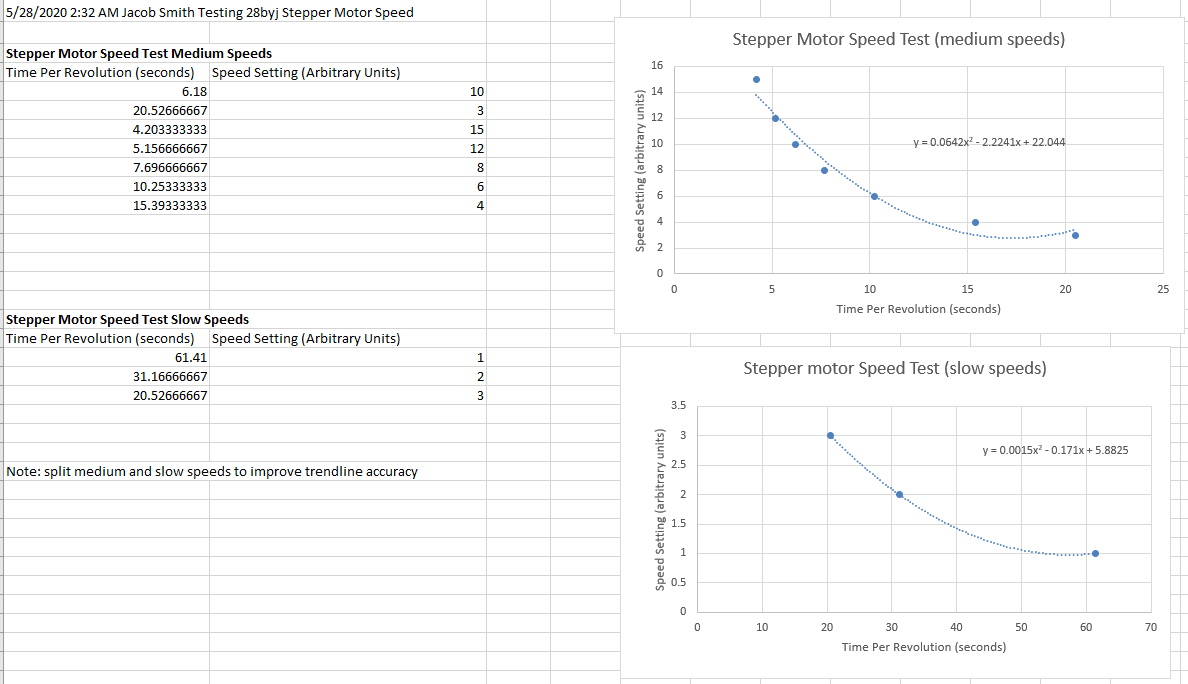 5/28/2020 2:32 AM Jacob Smith Testing 28byj Stepper Motor Speed
Stepper Motor Speed Test Medium Speeds
Time Per Revolution (seconds) Speed Setting (Arbitrary Units)
6.18 10
20.52666667 3
4.203333333 15
5.156666667 12
7.696666667 8
10.25333333 6
15.39333333 4
Stepper Motor Speed Test Slow Speeds
Time Per Revolution (seconds) Speed Setting (Arbitrary Units)
61.41 1
31.16666667 2
20.52666667 3
Note: split medium and slow speeds to improve trendline accuracy
Stepper Motor Speed Test (medium speeds)
Speed Setting (arbitrary units)
16
14
12
10
8
6
4
2
0
y = 0.0642x² - 2.2241x + 22.044
0 5 10 15 20 25
Time Per Revolution (seconds)
Stepper motor Speed Test (slow speeds)
Speed Setting (arbitrary units)
3.5
3
2.5
2
1.5
1
0.5
0
y = 0.0015x² - 0.171x + 5.8825
0 10 20 30 40 50 60 70
Time Per Revolution (seconds)